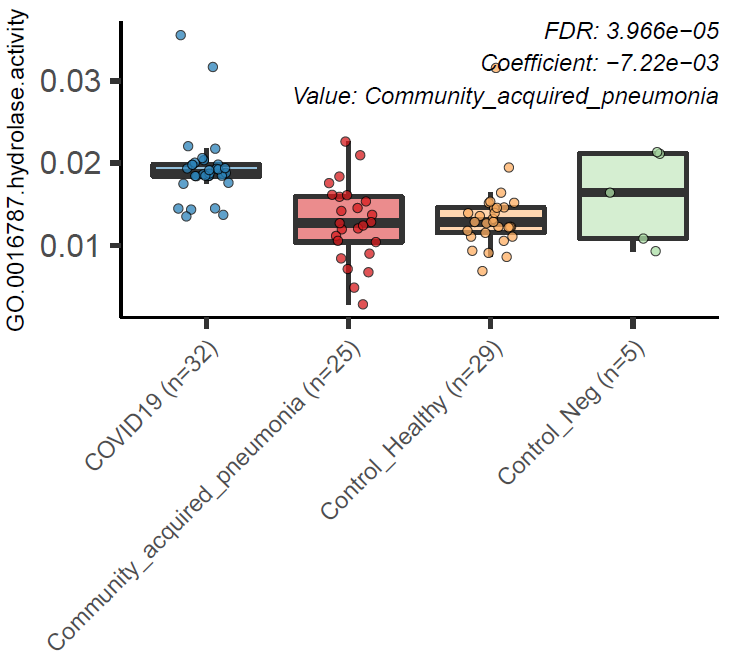 FDR: 3.966e−05
Coefficient: −7.22e−03
Value: Community_acquired_pneumonia
GO.0016787.hydrolase.activity
0.03
0.02
0.01
COVID19 (n=32)
Community_acquired_pneumonia (n=25)
Control_Healthy (n=29)
Control_Neg (n=5)